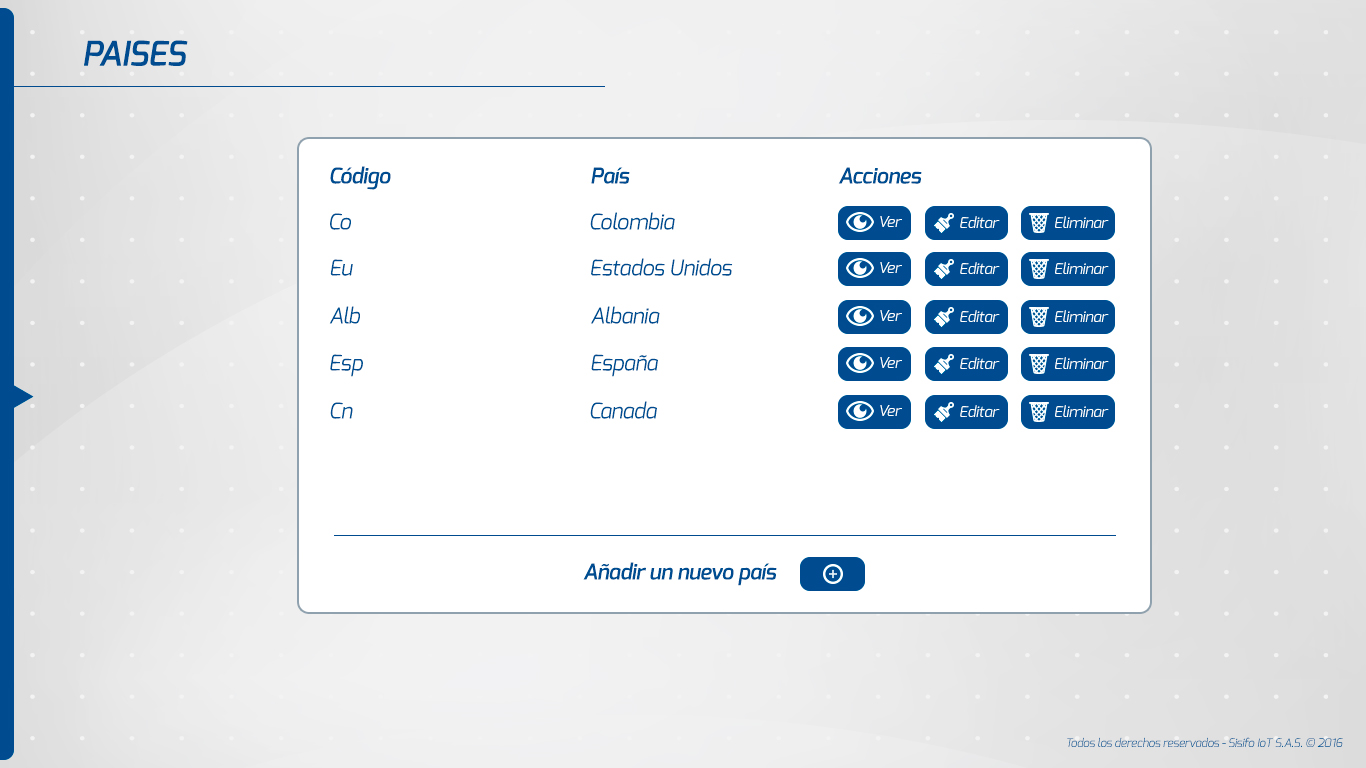 PAISES
Código País Acciones
Co Colombia Ver Editar Eliminar
Eu Estados Unidos Ver Editar Eliminar
Alb Albania Ver Editar Eliminar
Esp España Ver Editar Eliminar
Cn Canada Ver Editar Eliminar
Añadir un nuevo país
Todos los derechos reservados - Sisifo IoT S.A.S. © 2016